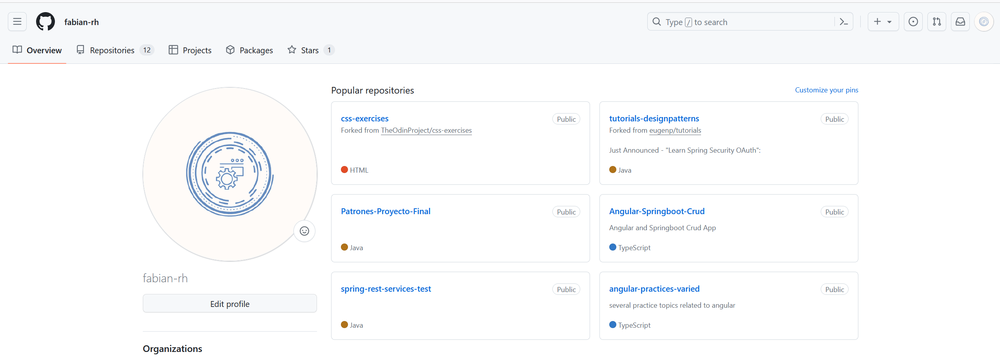 fabian-rh
Type / to search
Overview
Repositories 12
Projects
Packages
Stars 1
Popular repositories
Customize your pins
css-exercises
Public
Forked from TheOdinProject/css-exercises
HTML
tutorials-designpatterns
Public
Forked from eugenp/tutorials
Just Announced - "Learn Spring Security OAuth":
Java
Patrones-Proyecto-Final
Public
Java
Angular-Springboot-Crud
Public
Angular and Springboot Crud App
TypeScript
spring-rest-services-test
Public
Java
angular-practices-varied
Public
several practice topics related to angular
TypeScript
fabian-rh
Edit profile
Organizations